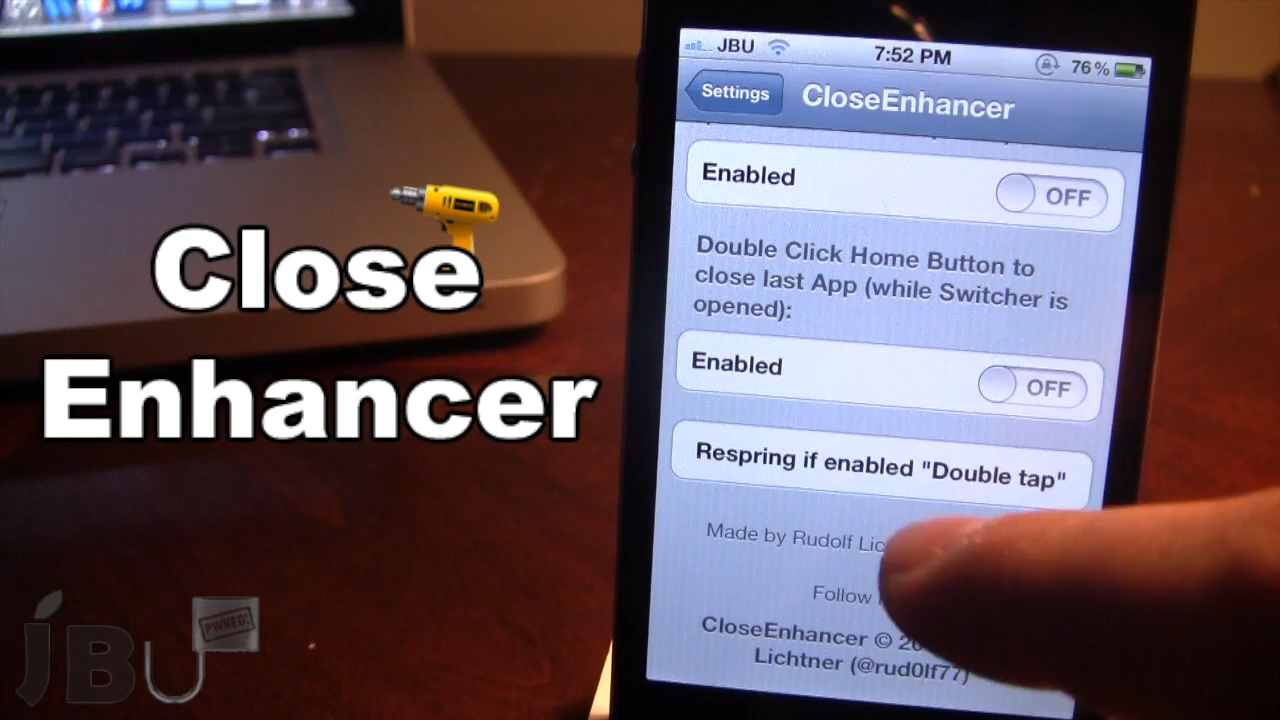 JBU 7:52 PM 76%
Settings CloseEnhancer
Enabled OFF
Double Click Home Button to
close last App (while Switcher is
opened):
Enabled OFF
Respring if enabled "Double tap"
Made by Rudolf
Follow
CloseEnhancer ©
Lichtner (@rud0lf77)
Close
Enhancer
JBU
PWNED!